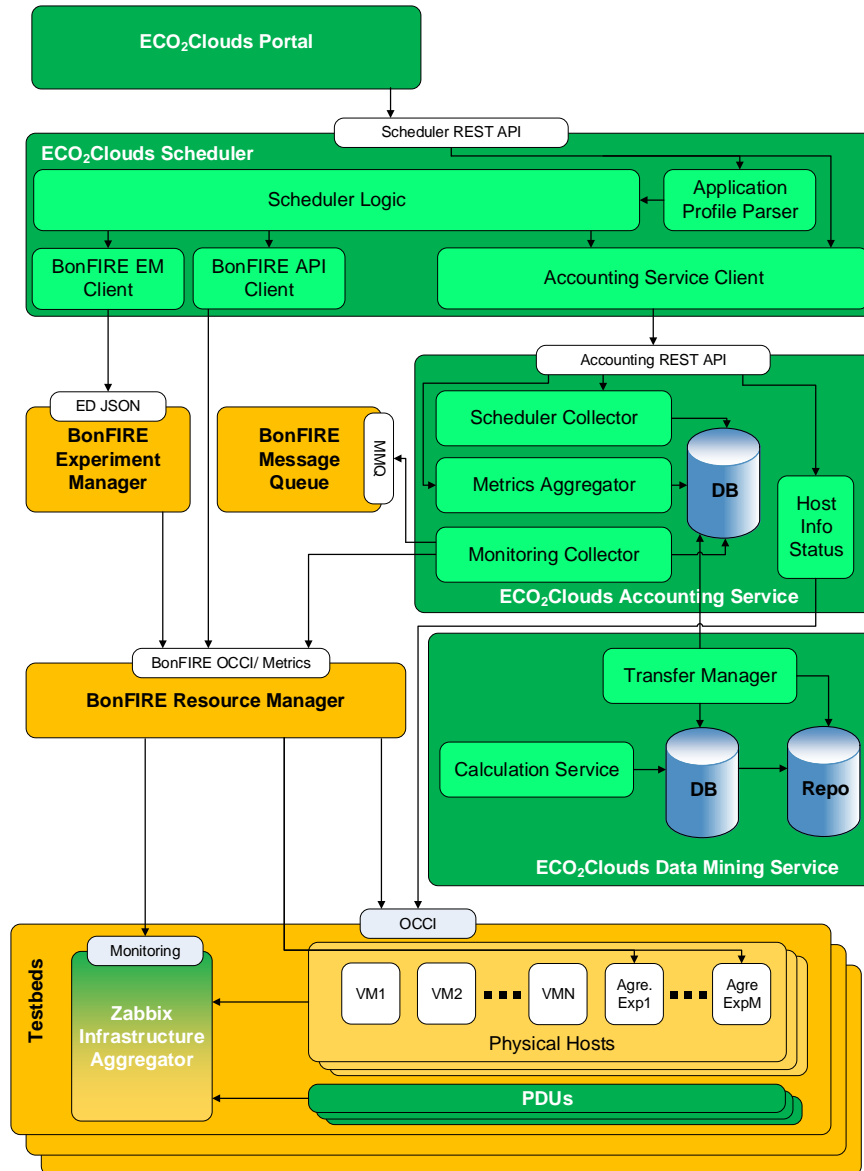 ECO₂Clouds Portal
Scheduler REST API
ECO₂Clouds Scheduler
Scheduler Logic
Application
Profile Parser
BonFIRE EM
Client
BonFIRE API
Client
Accounting Service Client
Accounting REST API
ED JSON
BonFIRE
Experiment
Manager
BonFIRE
Message
Queue
MMQ
Scheduler Collector
Metrics Aggregator
Monitoring Collector
DB
Host
Info
Status
ECO₂Clouds Accounting Service
BonFIRE OCCI/ Metrics
BonFIRE Resource Manager
Transfer Manager
Calculation Service
DB
Repo
ECO₂Clouds Data Mining Service
OCCI
Testbeds
Monitoring
Zabbix
Infrastructure
Aggregator
VM1
VM2
VMN
Agre.
Exp1
Agre
ExpM
Physical Hosts
PDUs